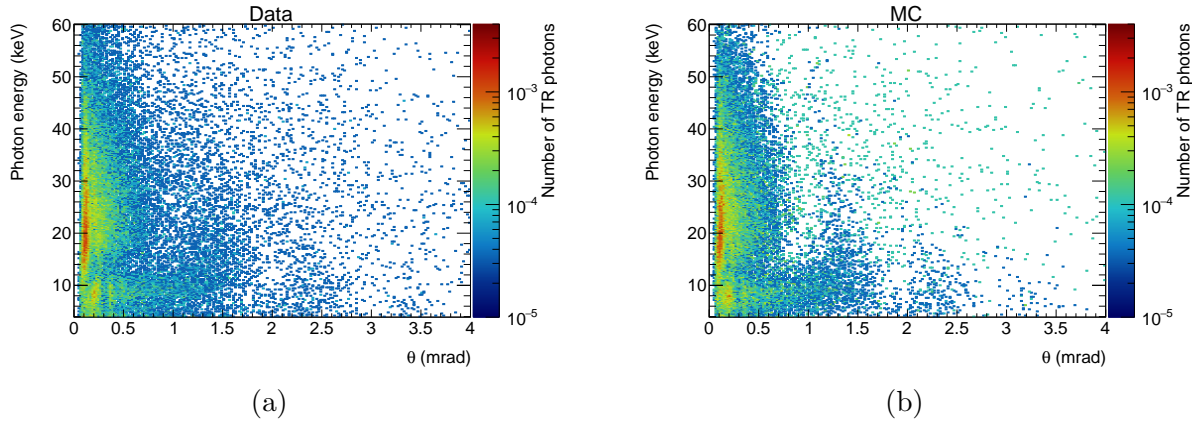 Data
Photon energy (keV)
60
50
40
30
20
10
0 0.5 1 1.5 2 2.5 3 3.5 4
θ (mrad)
10⁻³
10⁻⁴
10⁻⁵
Number of TR photons
(a)
MC
Photon energy (keV)
60
50
40
30
20
10
0 0.5 1 1.5 2 2.5 3 3.5 4
θ (mrad)
10⁻³
10⁻⁴
10⁻⁵
Number of TR photons
(b)